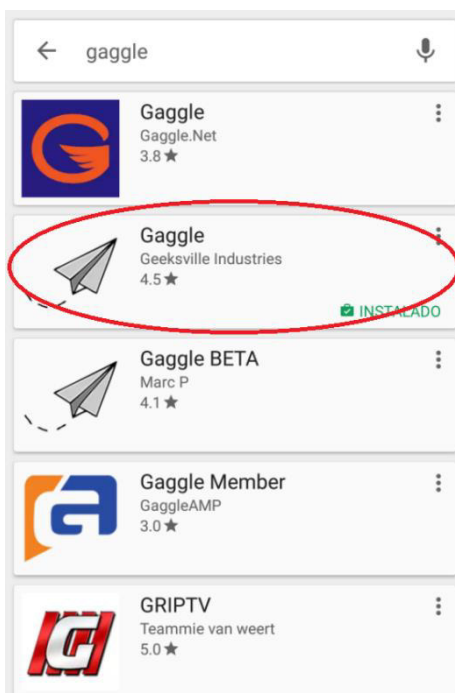 gaggle
Gaggle
Gaggle.Net
3.8 ★
Gaggle
Geeksville Industries
4.5 ★
INSTALADO
Gaggle BETA
Marc P
4.1 ★
Gaggle Member
GaggleAMP
3.0 ★
GRIPTV
Teammie van weert
5.0 ★